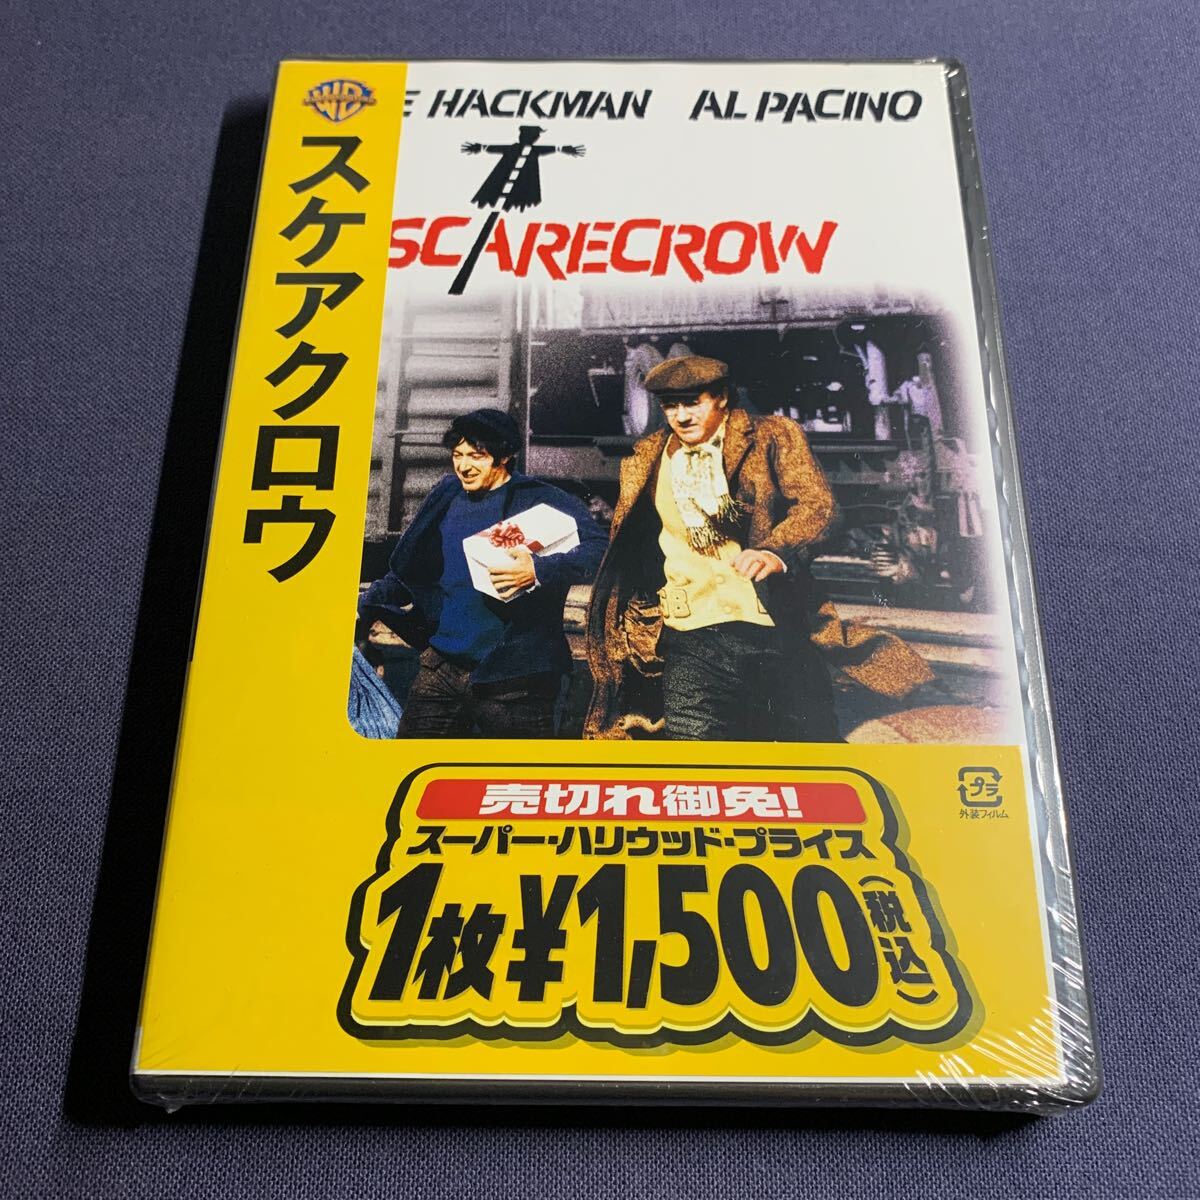 E HACKMAN AL PACINO
SCARECROW
スケアクロウ
売切れ御免!
スーパー・ハリウッド・プライス
1枚¥1,500(税込)
プラ
外装フィルム